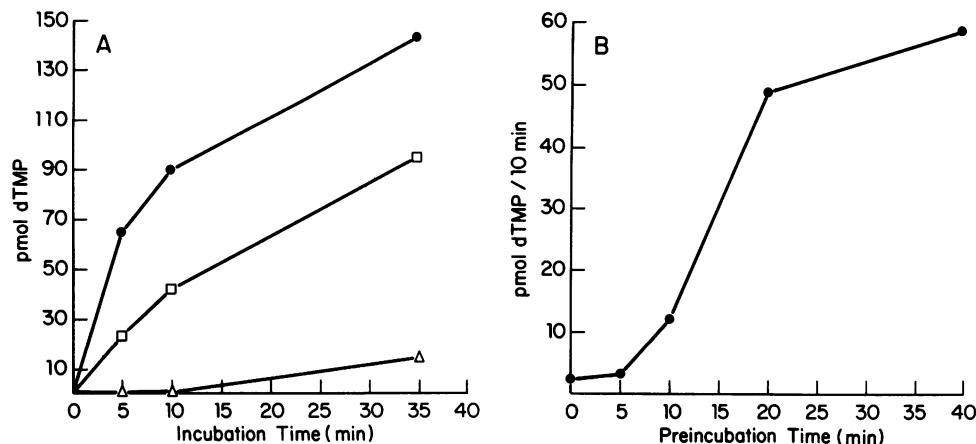 A
pmol dTMP
150
130
110
90
70
50
30
10
0 5 10 15 20 25 30 35 40
Incubation Time (min)
B
pmol dTMP / 10 min
60
50
40
30
20
10
0 5 10 15 20 25 30 35 40
Preincubation Time (min)